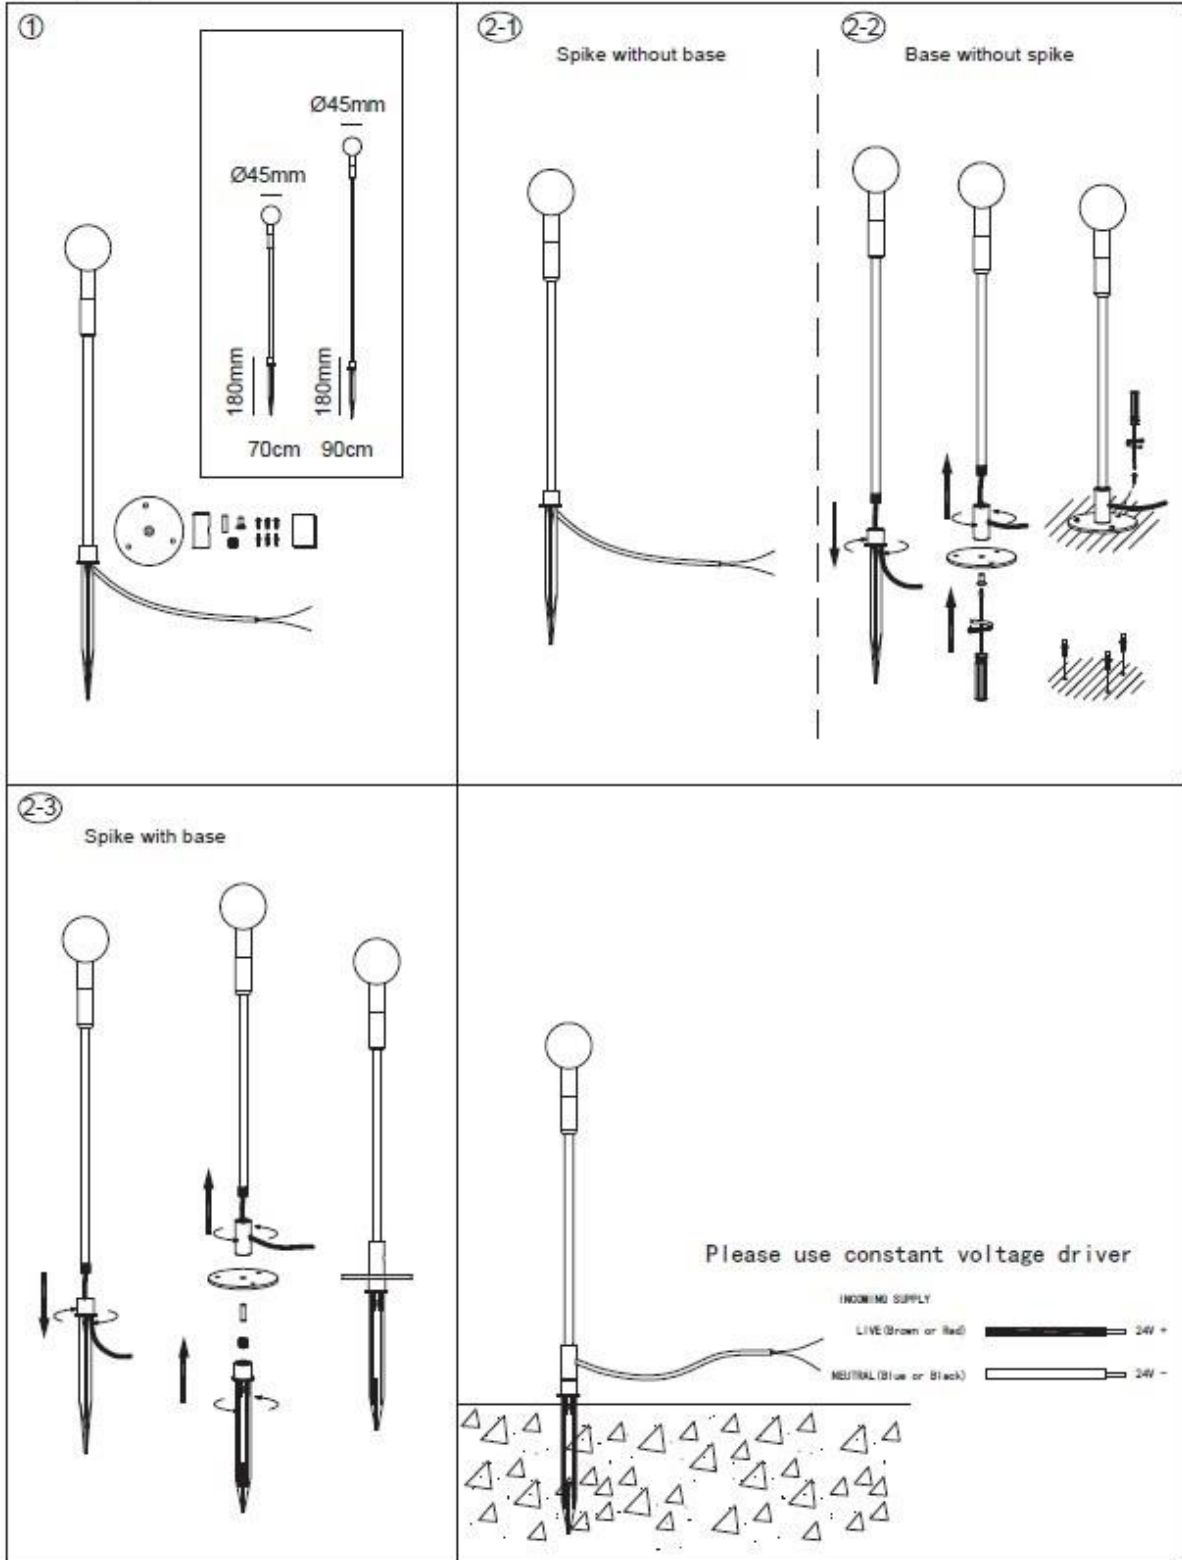 1
Ø45mm
Ø45mm
180mm
180mm
70cm
90cm
2-1
Spike without base
2-2
Base without spike
2-3
Spike with base
Please use constant voltage driver
INCOMING SUPPLY
LIVE(Brown or Red)
24V +
NEUTRAL(Blue or Black)
24V -